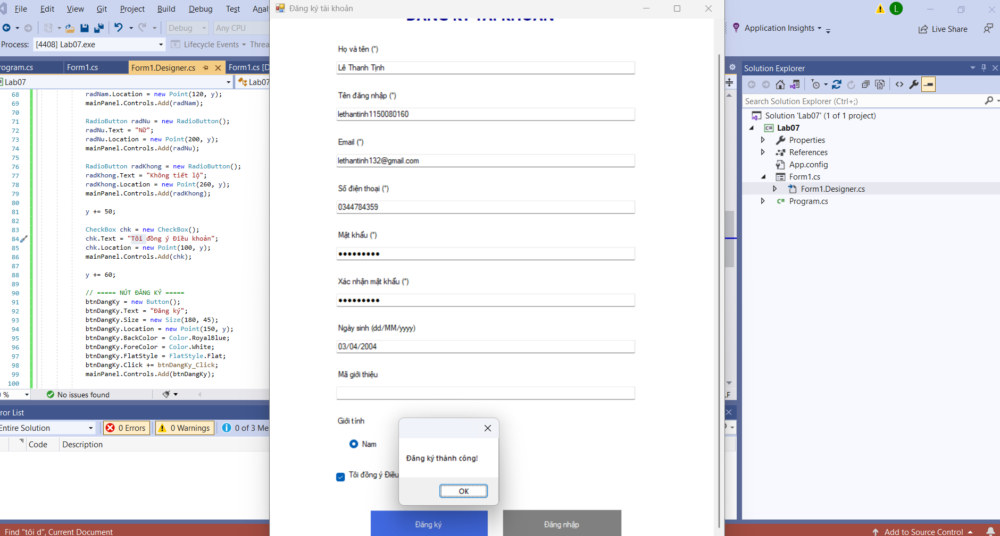 File Edit View Git Project Build Debug Test
Đăng ký tài khoản
L
Debug Any CPU
Application Insights
Live Share
Process: [4408] Lab07.exe Lifecycle Events
ĐĂNG KÝ TÀI KHOẢN
Form1.cs Form1.Designer.cs Form1.cs [D
Lab07 Lab07
68 radNam.Location = new Point(120, y);
69 mainPanel.Controls.Add(radNam);
70
71 RadioButton radNu = new RadioButton();
72 radNu.Text = "Nữ";
73 radNu.Location = new Point(200, y);
74 mainPanel.Controls.Add(radNu);
75
76 RadioButton radKhong = new RadioButton();
77 radKhong.Text = "Không tiết lộ";
78 radKhong.Location = new Point(260, y);
79 mainPanel.Controls.Add(radKhong);
80
81 y += 50;
82
83 CheckBox chk = new CheckBox();
84 chk.Text = "Tôi đồng ý Điều khoản";
85 chk.Location = new Point(100, y);
86 mainPanel.Controls.Add(chk);
87
88 y += 60;
89
90 // ===== NÚT ĐĂNG KÝ =====
91 btnDangKy = new Button();
92 btnDangKy.Text = "Đăng ký";
93 btnDangKy.Size = new Size(180, 45);
94 btnDangKy.Location = new Point(150, y);
95 btnDangKy.BackColor = Color.RoyalBlue;
96 btnDangKy.ForeColor = Color.White;
97 btnDangKy.FlatStyle = FlatStyle.Flat;
98 btnDangKy.Click += btnDangKy_Click;
99 mainPanel.Controls.Add(btnDangKy);
100
% No issues found
Entire Solution 0 Errors 0 Warnings 0 of 3
Code Description
Find "tôi d", Current Document
Họ và tên (*)
Lê Thanh Tịnh
Tên đăng nhập (*)
lethantinh1150080160
Email (*)
lethantinh132@gmail.com
Số điện thoại (*)
0344784359
Mật khẩu (*)
•••••••••
Xác nhận mật khẩu (*)
•••••••••
Ngày sinh (dd/MM/yyyy)
03/04/2004
Mã giới thiệu
Giới tính
Nam
Tôi đồng ý Điều
Đăng ký thành công!
OK
Đăng ký Đăng nhập
Solution Explorer
Search Solution Explorer (Ctrl+;)
Solution 'Lab07' (1 of 1 project)
C# Lab07
Properties
References
App.config
Form1.cs
Form1.Designer.cs
C# Program.cs
Add to Source Control